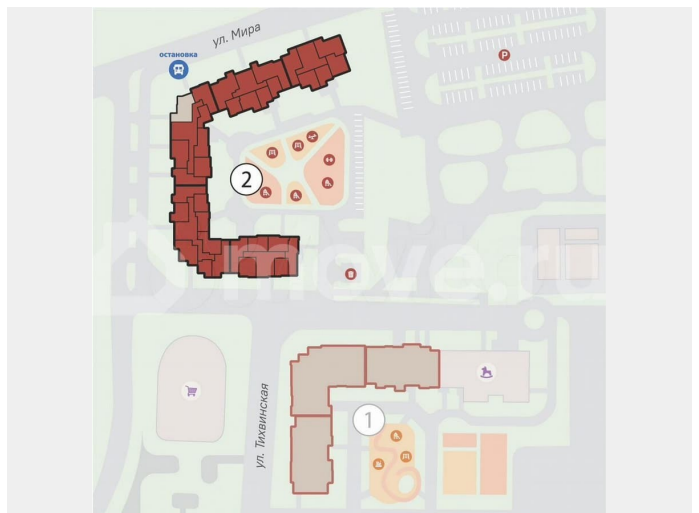 ул. Мира
остановка
P
2
move.ru
1
ул. Тихвинская